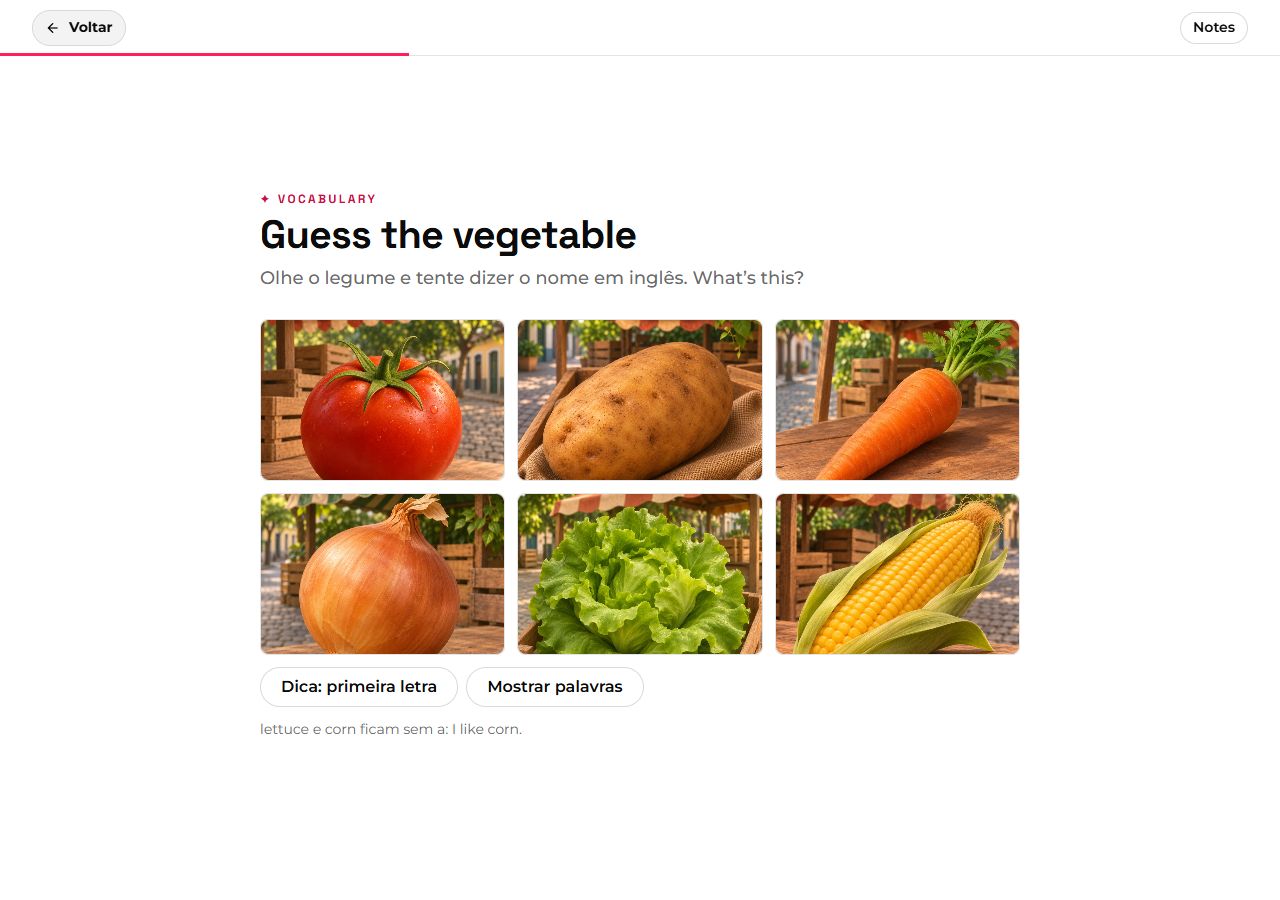 Voltar
Notes
✦ VOCABULARY
Guess the vegetable
Olhe o legume e tente dizer o nome em inglês. What’s this?
Dica: primeira letra
Mostrar palavras
lettuce e corn ficam sem a: I like corn.